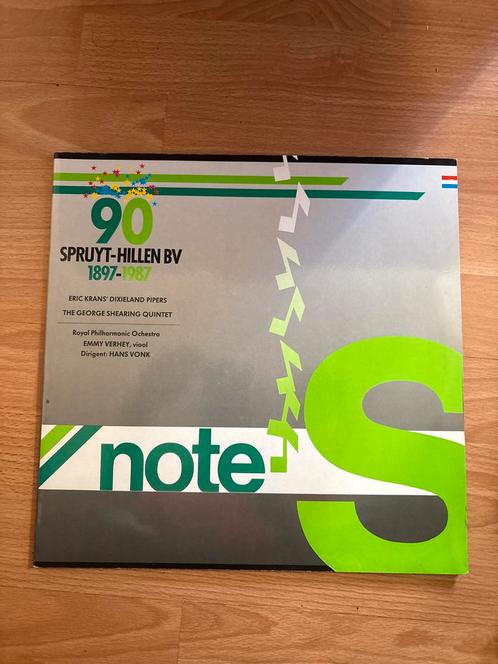 90
SPRUYT-HILLEN BV
1897-1987
ERIC KRANS' DIXIELAND PIPERS
THE GEORGE SHEARING QUINTET
Royal Philharmonic Ochestra
EMMY VERHEY, viool
Dirigent: HANS VONK
note S